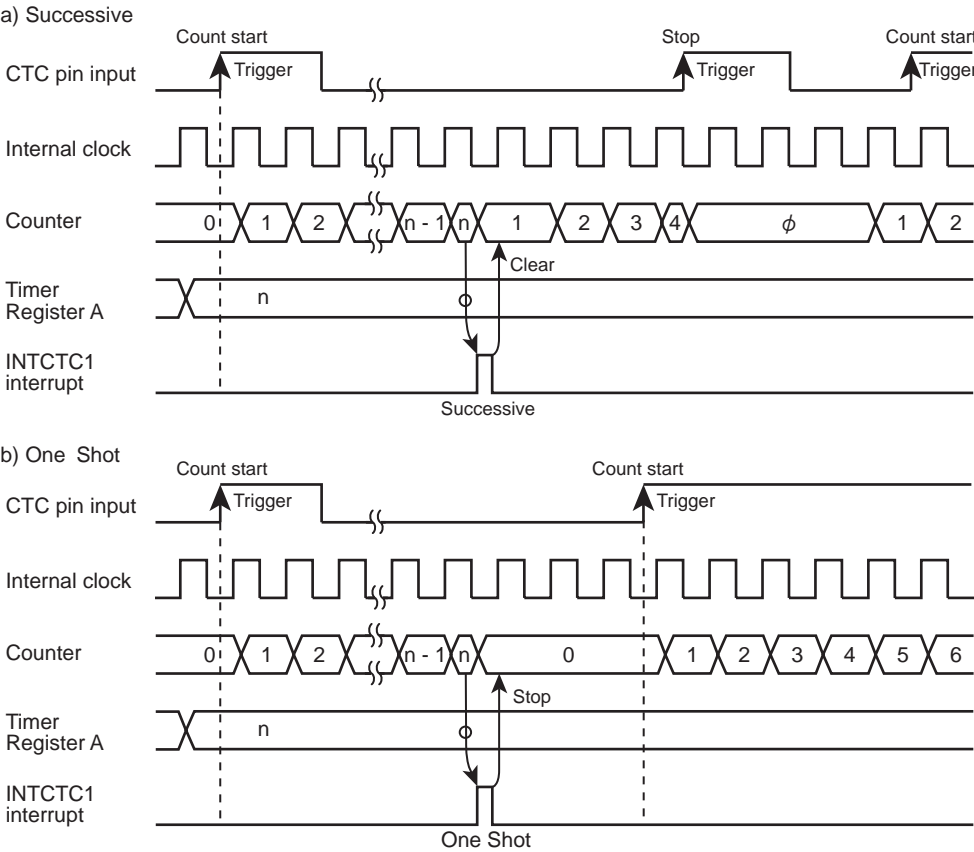 a) Successive
Count start Stop Count start
CTC pin input Trigger Trigger Trigger
Internal clock
Counter 0 1 2 n - 1 n 1 2 3 4 ϕ 1 2
Clear
Timer
Register A n
INTCTC1
interrupt
Successive
b) One Shot
Count start Count start
CTC pin input Trigger Trigger
Internal clock
Counter 0 1 2 n - 1 n 0 1 2 3 4 5 6
Stop
Timer
Register A n
INTCTC1
interrupt
One Shot